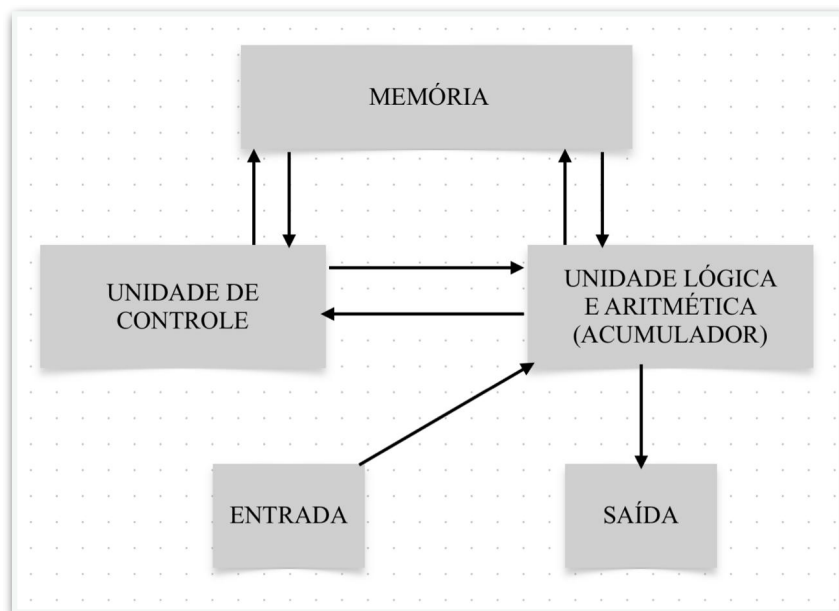 MEMÓRIA
UNIDADE DE
CONTROLE
UNIDADE LÓGICA
E ARITMÉTICA
(ACUMULADOR)
ENTRADA
SAÍDA